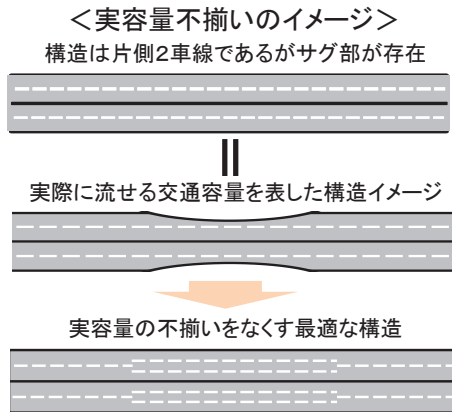 ＜実容量不揃いのイメージ＞
構造は片側2車線であるがサグ部が存在
実際に流せる交通容量を表した構造イメージ
実容量の不揃いをなくす最適な構造